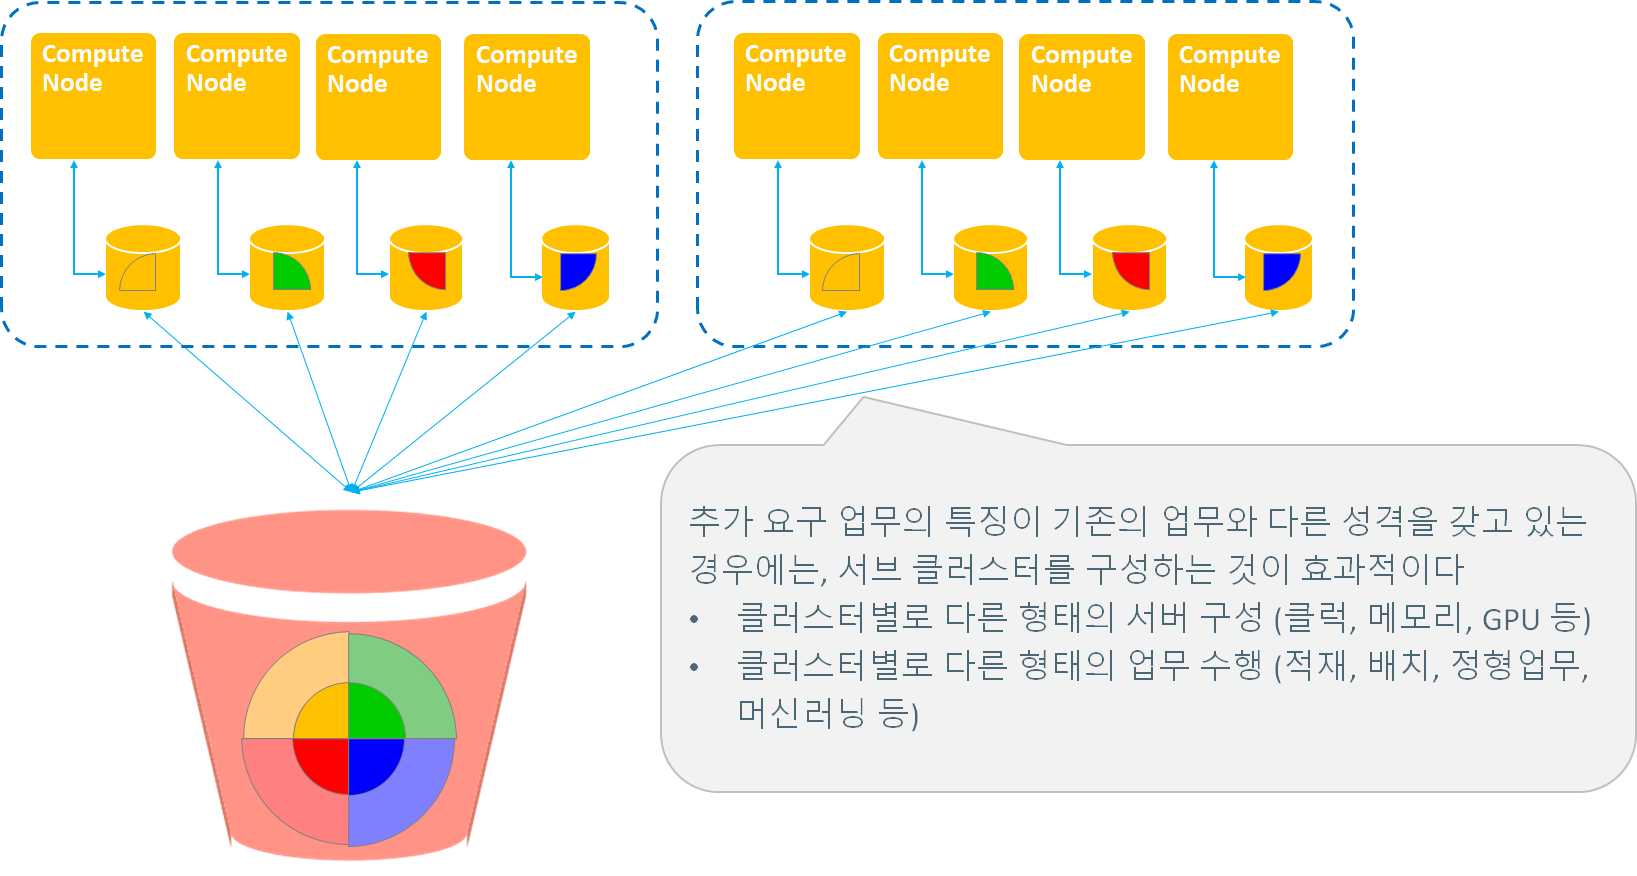 Compute
Node
Compute
Node
Compute
Node
Compute
Node
Compute
Node
Compute
Node
Compute
Node
Compute
Node
추가 요구 업무의 특징이 기존의 업무와 다른 성격을 갖고 있는
경우에는, 서브 클러스터를 구성하는 것이 효과적이다
• 클러스터별로 다른 형태의 서버 구성 (클럭, 메모리, GPU 등)
• 클러스터별로 다른 형태의 업무 수행 (적재, 배치, 정형업무,
머신러닝 등)